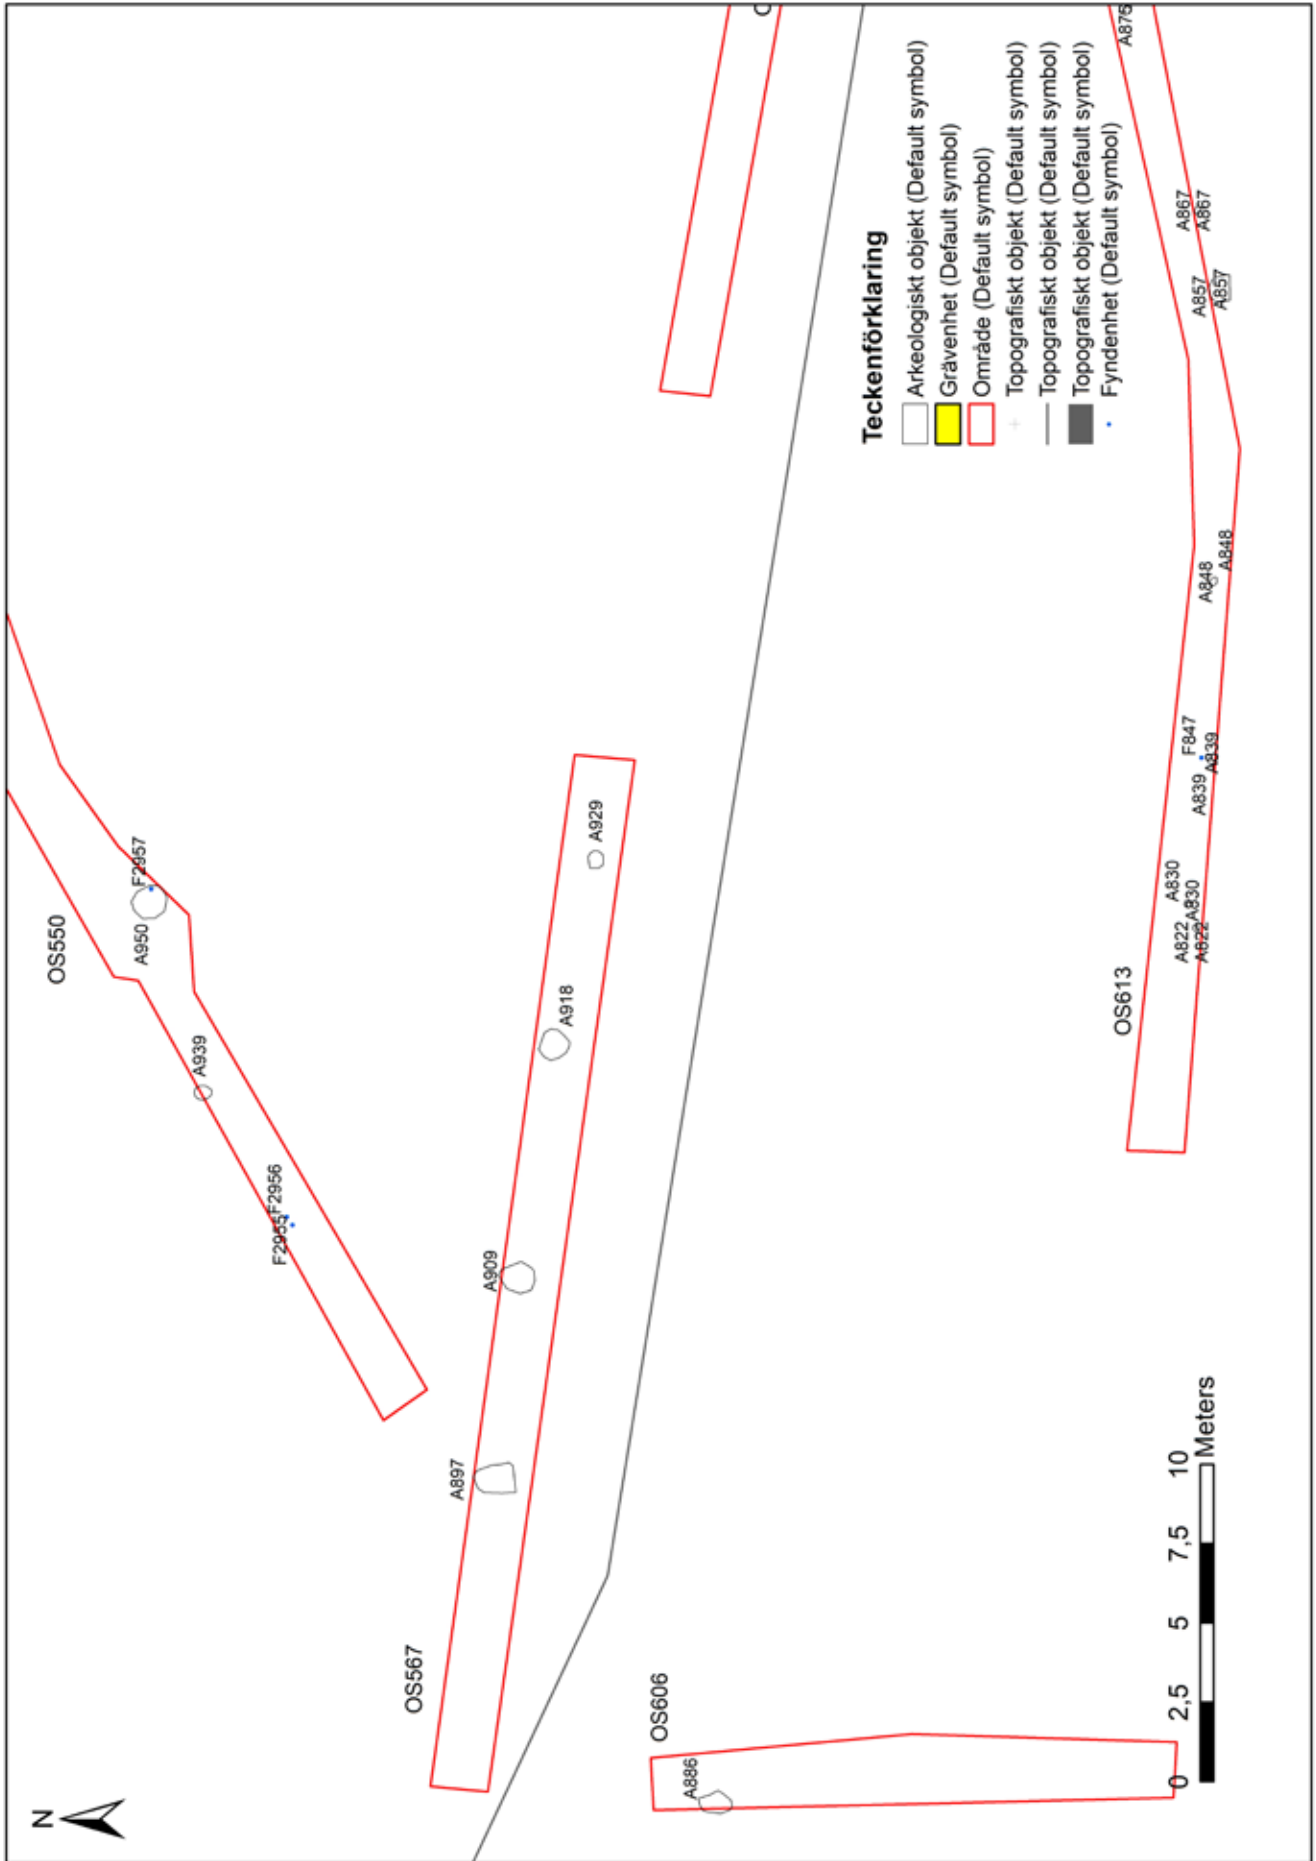 N
OS550
A950
F2957
A939
F2955
F2956
OS567
A897
A909
A918
A929
OS606
A886
OS613
A822
A822
A830
A830
A839
A839
F847
A848
A848
A857
A857
A867
A867
A875
Teckenförklaring
Arkeologiskt objekt (Default symbol)
Grävenhet (Default symbol)
Område (Default symbol)
Topografiskt objekt (Default symbol)
Topografiskt objekt (Default symbol)
Topografiskt objekt (Default symbol)
Fyndenhet (Default symbol)
0 2,5 5 7,5 10
Meters